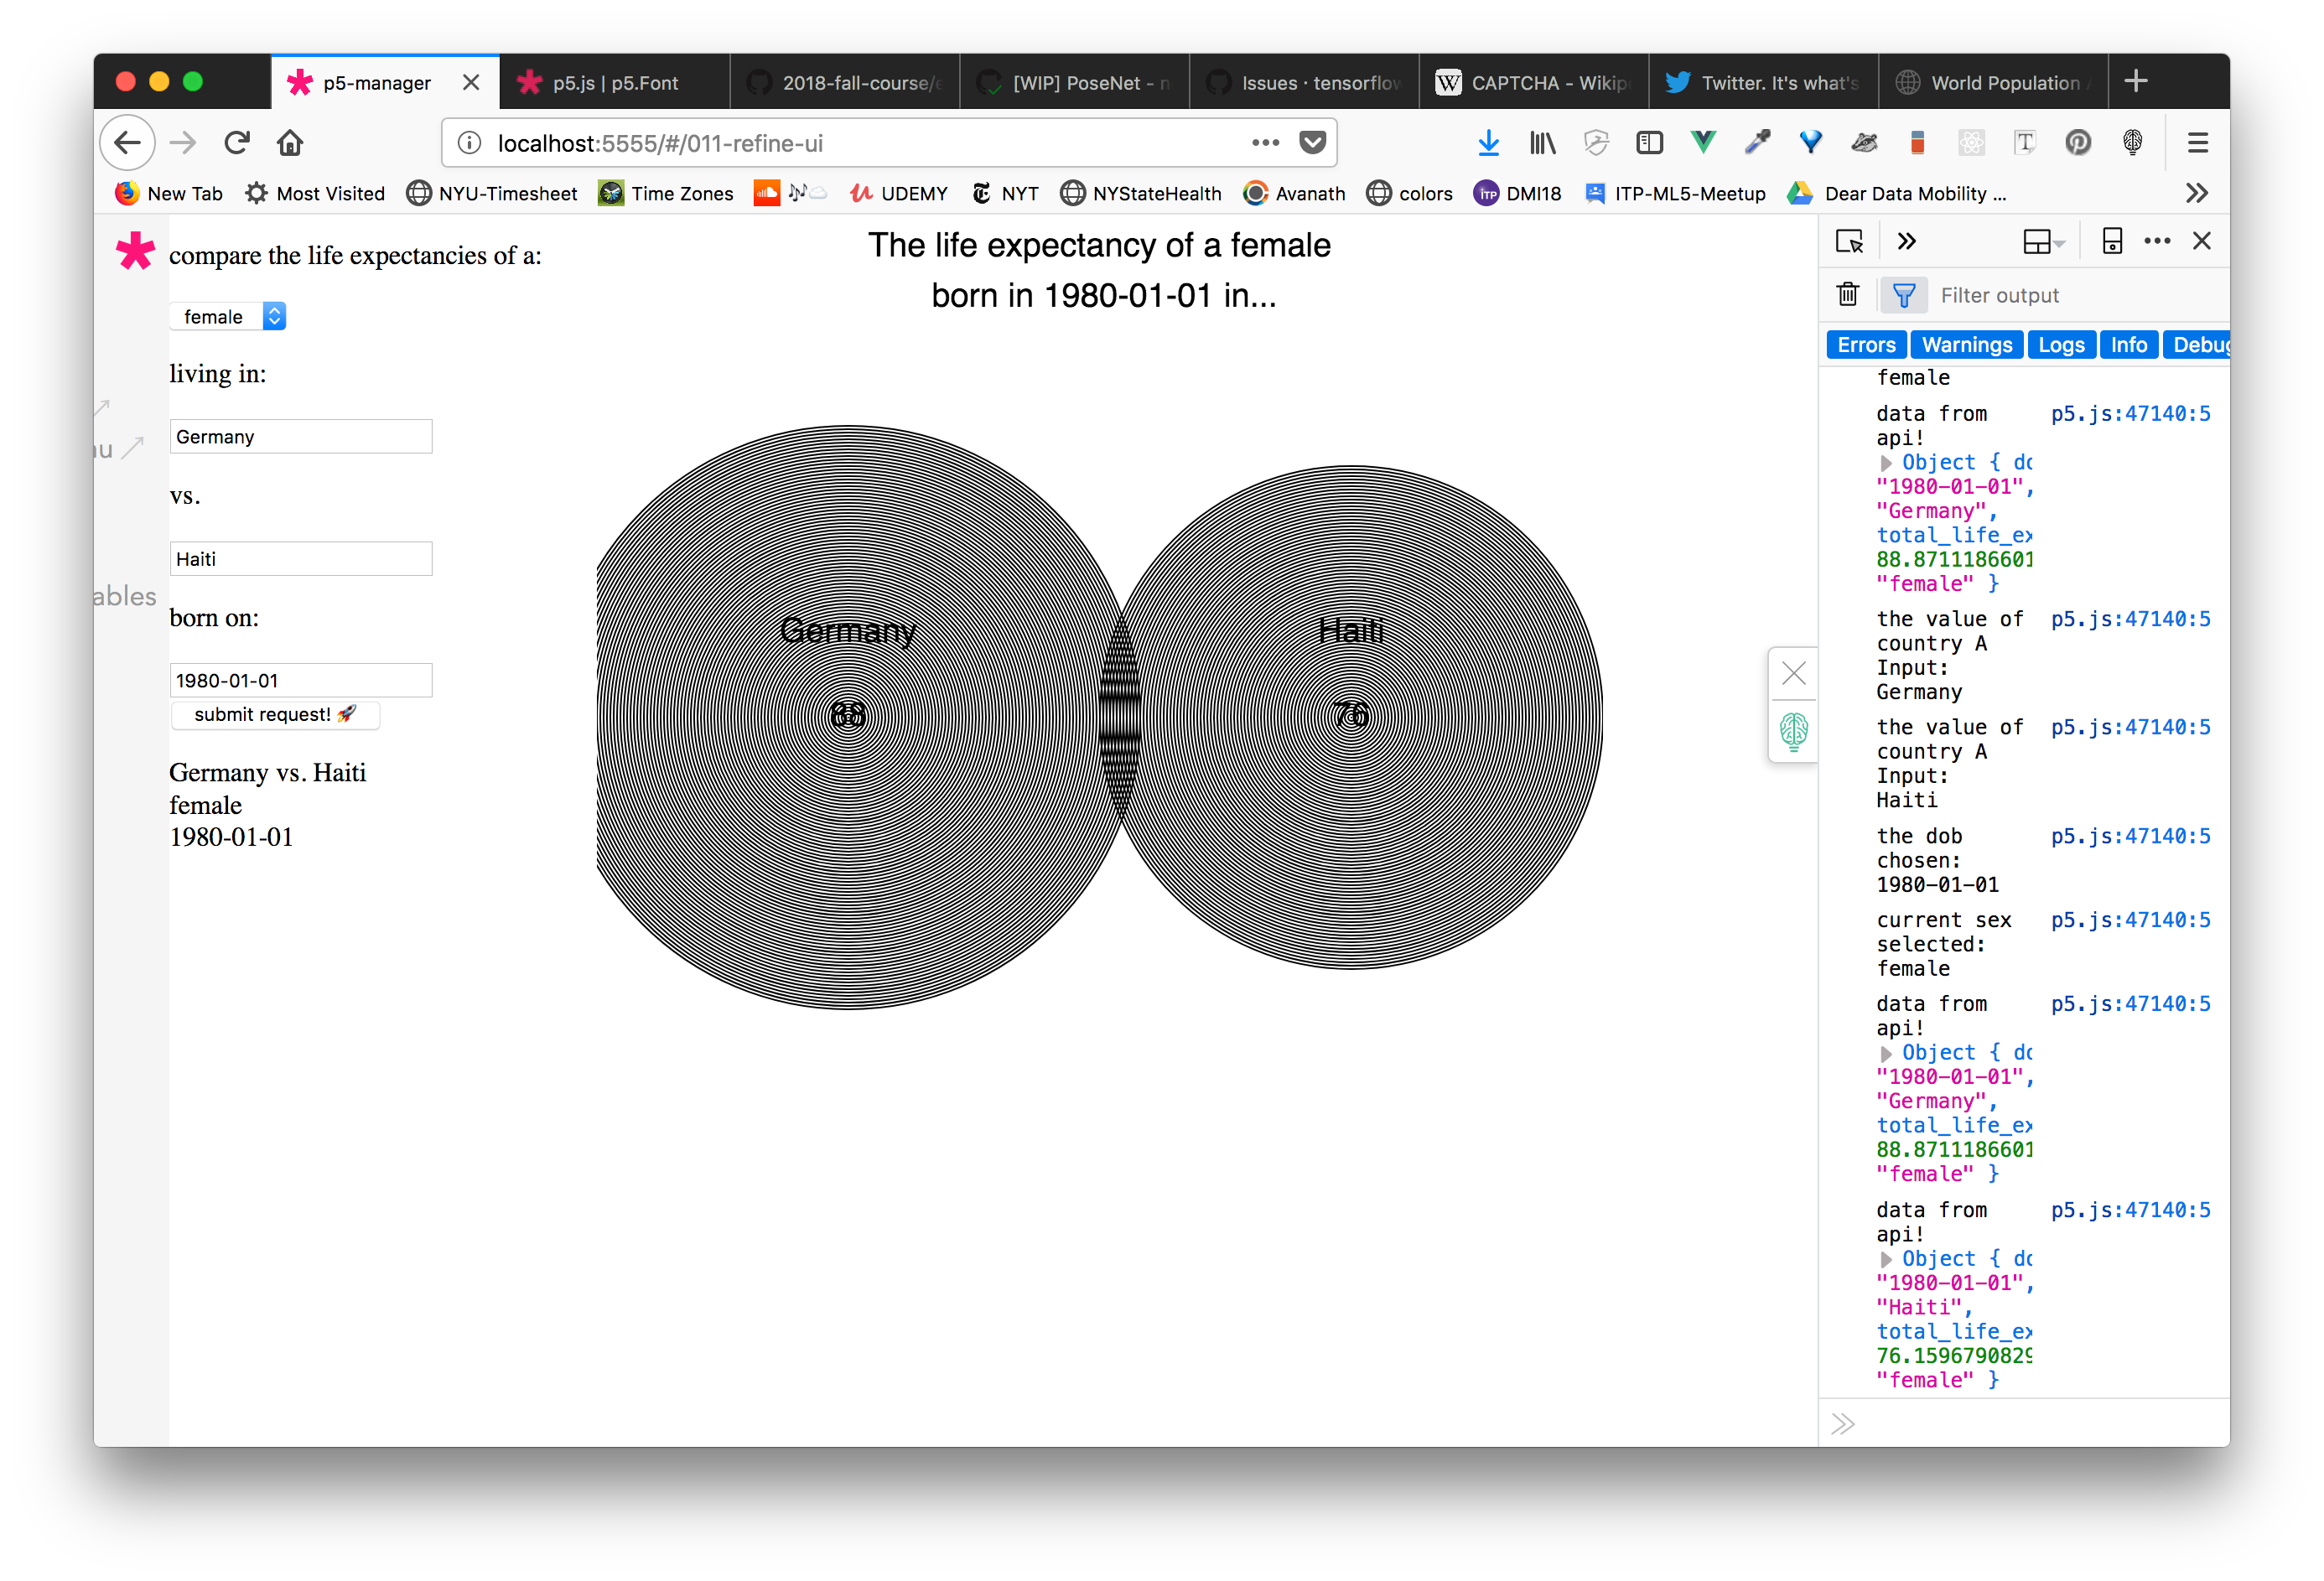 p5-manager
p5.js | p5.Font
2018-fall-course/e
[WIP] PoseNet - n
Issues · tensorflow
CAPTCHA - Wikip
Twitter. It's what's
World Population
localhost:5555/#/011-refine-ui
New Tab
Most Visited
NYU-Timesheet
Time Zones
UDEMY
NYT
NYStateHealth
Avanath
colors
DMI18
ITP-ML5-Meetup
Dear Data Mobility ...
compare the life expectancies of a:
female
living in:
Germany
vs.
Haiti
ables
born on:
1980-01-01
submit request! 🚀
Germany vs. Haiti
female
1980-01-01
The life expectancy of a female
born in 1980-01-01 in...
Germany
88
Haiti
76
Filter output
Errors
Warnings
Logs
Info
Debug
female
data from p5.js:47140:5
api!
Object { do
"1980-01-01",
"Germany",
total_life_ex
88.8711186601
"female" }
the value of p5.js:47140:5
country A
Input:
Germany
the value of p5.js:47140:5
country A
Input:
Haiti
the dob p5.js:47140:5
chosen:
1980-01-01
current sex p5.js:47140:5
selected:
female
data from p5.js:47140:5
api!
Object { do
"1980-01-01",
"Germany",
total_life_ex
88.8711186601
"female" }
data from p5.js:47140:5
api!
Object { do
"1980-01-01",
"Haiti",
total_life_ex
76.1596790829
"female" }